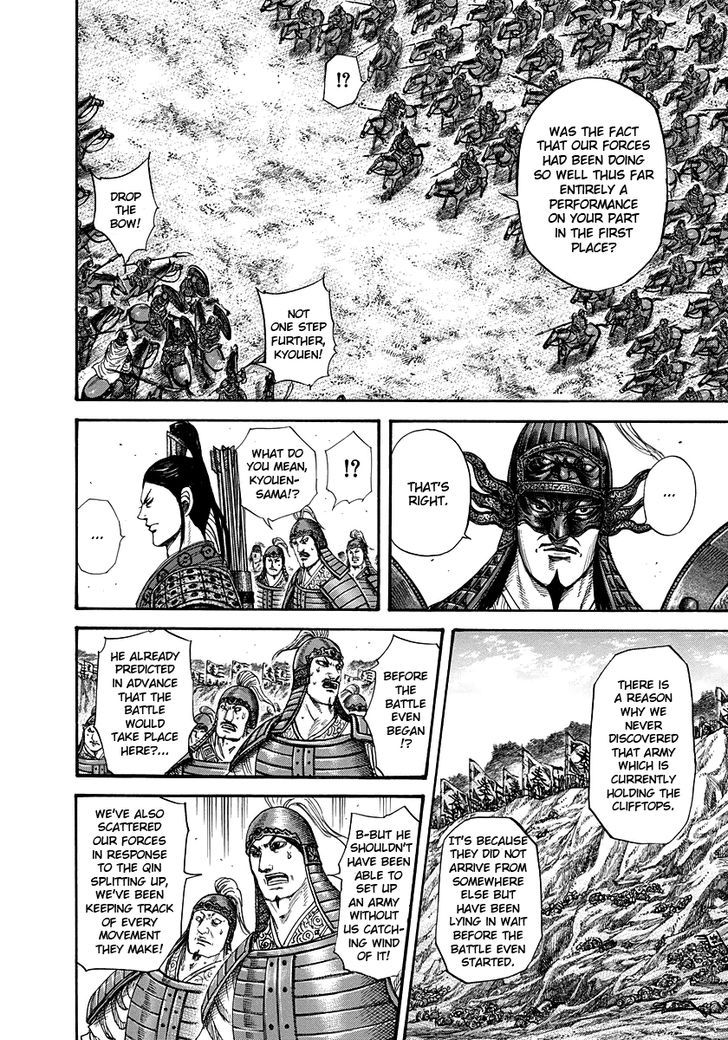 !?
WAS THE FACT
THAT OUR FORCES
HAD BEEN DOING
SO WELL THUS FAR
ENTIRELY A
PERFORMANCE
ON YOUR PART
IN THE FIRST
PLACE?
DROP
THE
BOW!
NOT
ONE STEP
FURTHER,
KYOUEN!
...
THAT'S
RIGHT.
!?
WHAT DO
YOU MEAN,
KYOUEN-
SAMA!?
...
THERE IS
A REASON
WHY WE
NEVER
DISCOVERED
THAT ARMY
WHICH IS
CURRENTLY
HOLDING
THE
CLIFFTOPS.
IT'S BECAUSE
THEY DID NOT
ARRIVE FROM
SOMEWHERE
ELSE BUT
HAVE BEEN
LYING IN WAIT
BEFORE THE
BATTLE EVEN
STARTED.
BEFORE
THE
BATTLE
EVEN
BEGAN
!?
HE ALREADY
PREDICTED
IN ADVANCE
THAT THE
BATTLE
WOULD
TAKE PLACE
HERE?...
B-BUT HE
SHOULDN'T
HAVE BEEN
ABLE TO
SET UP
AN ARMY
WITHOUT
US CATCH-
ING WIND
OF IT!
WE'VE ALSO
SCATTERED
OUR FORCES
IN RESPONSE
TO THE QIN
SPLITTING UP,
WE'VE BEEN
KEEPING TRACK
OF EVERY
MOVEMENT
THEY MAKE!